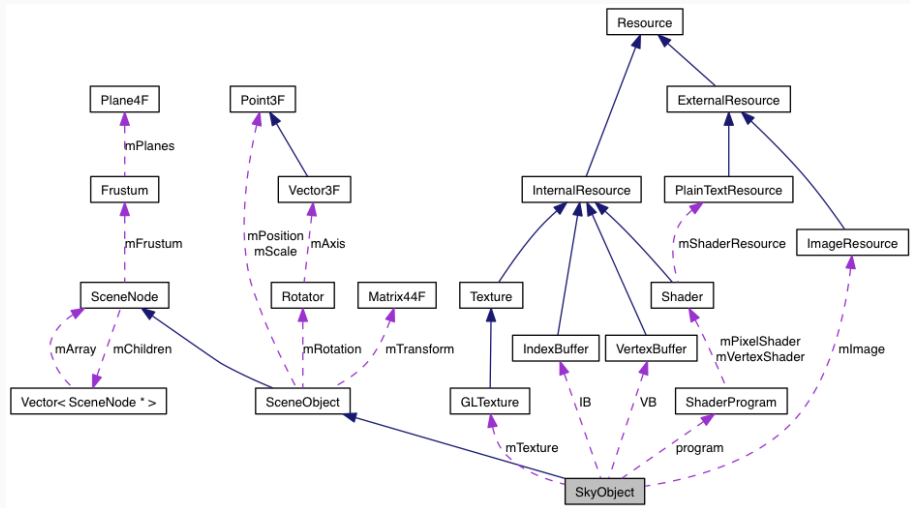 Resource
Plane4F
Point3F
ExternalResource
mPlanes
Frustum
Vector3F
InternalResource
PlainTextResource
mFrustum
mPosition
mScale
mAxis
mShaderResource
ImageResource
SceneNode
Rotator
Matrix44F
Texture
Shader
mArray
mChildren
mRotation
mTransform
IndexBuffer
VertexBuffer
mPixelShader
mVertexShader
mImage
Vector< SceneNode * >
SceneObject
GLTexture
IB
VB
ShaderProgram
mTexture
program
SkyObject